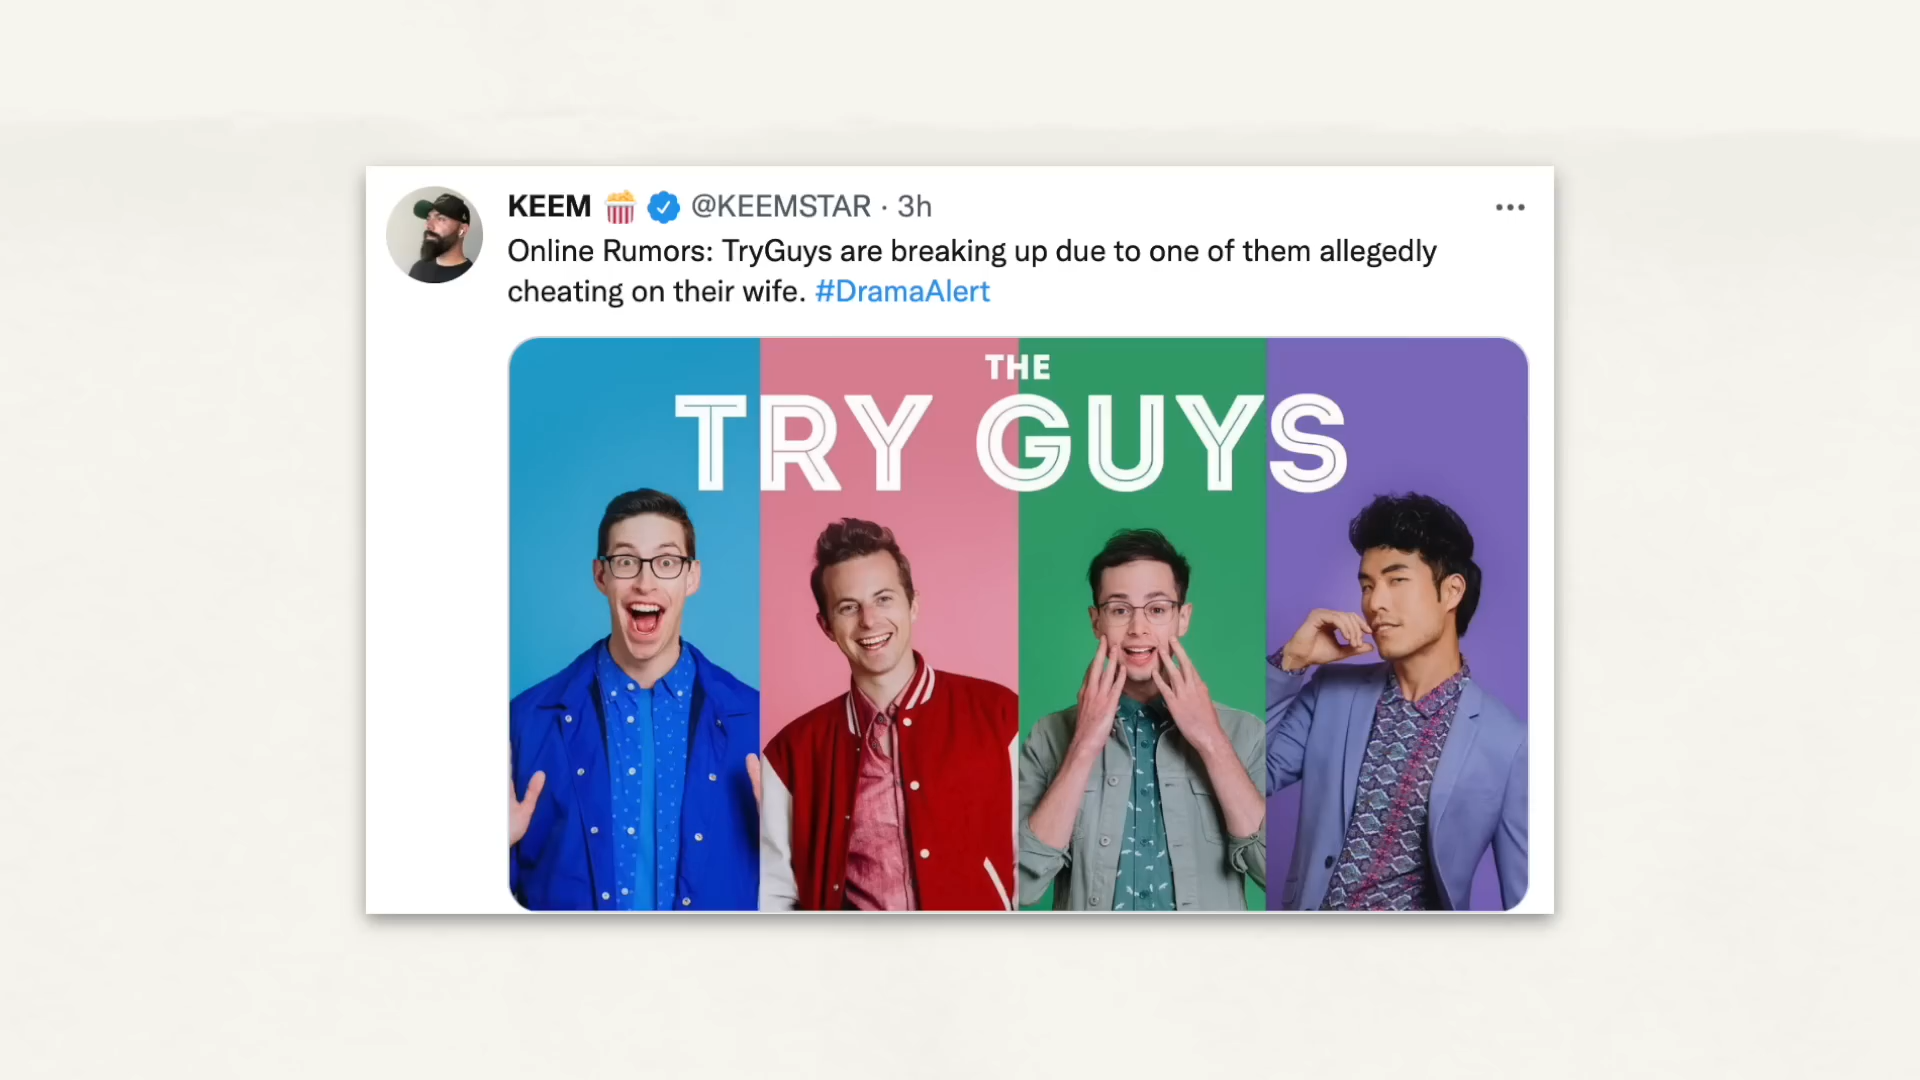 KEEM 🍿 @KEEMSTAR · 3h
Online Rumors: TryGuys are breaking up due to one of them allegedly
cheating on their wife. #DramaAlert
THE
TRY GUYS